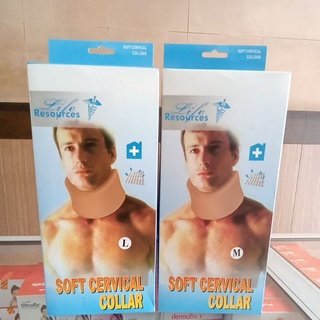 SOFT CERVICAL
COLLAR
Life
Resources
L
SOFT CERVICAL
COLLAR
SOFT CERVICAL
COLLAR
Life
Resources
M
SOFT CERVICAL
COLLAR